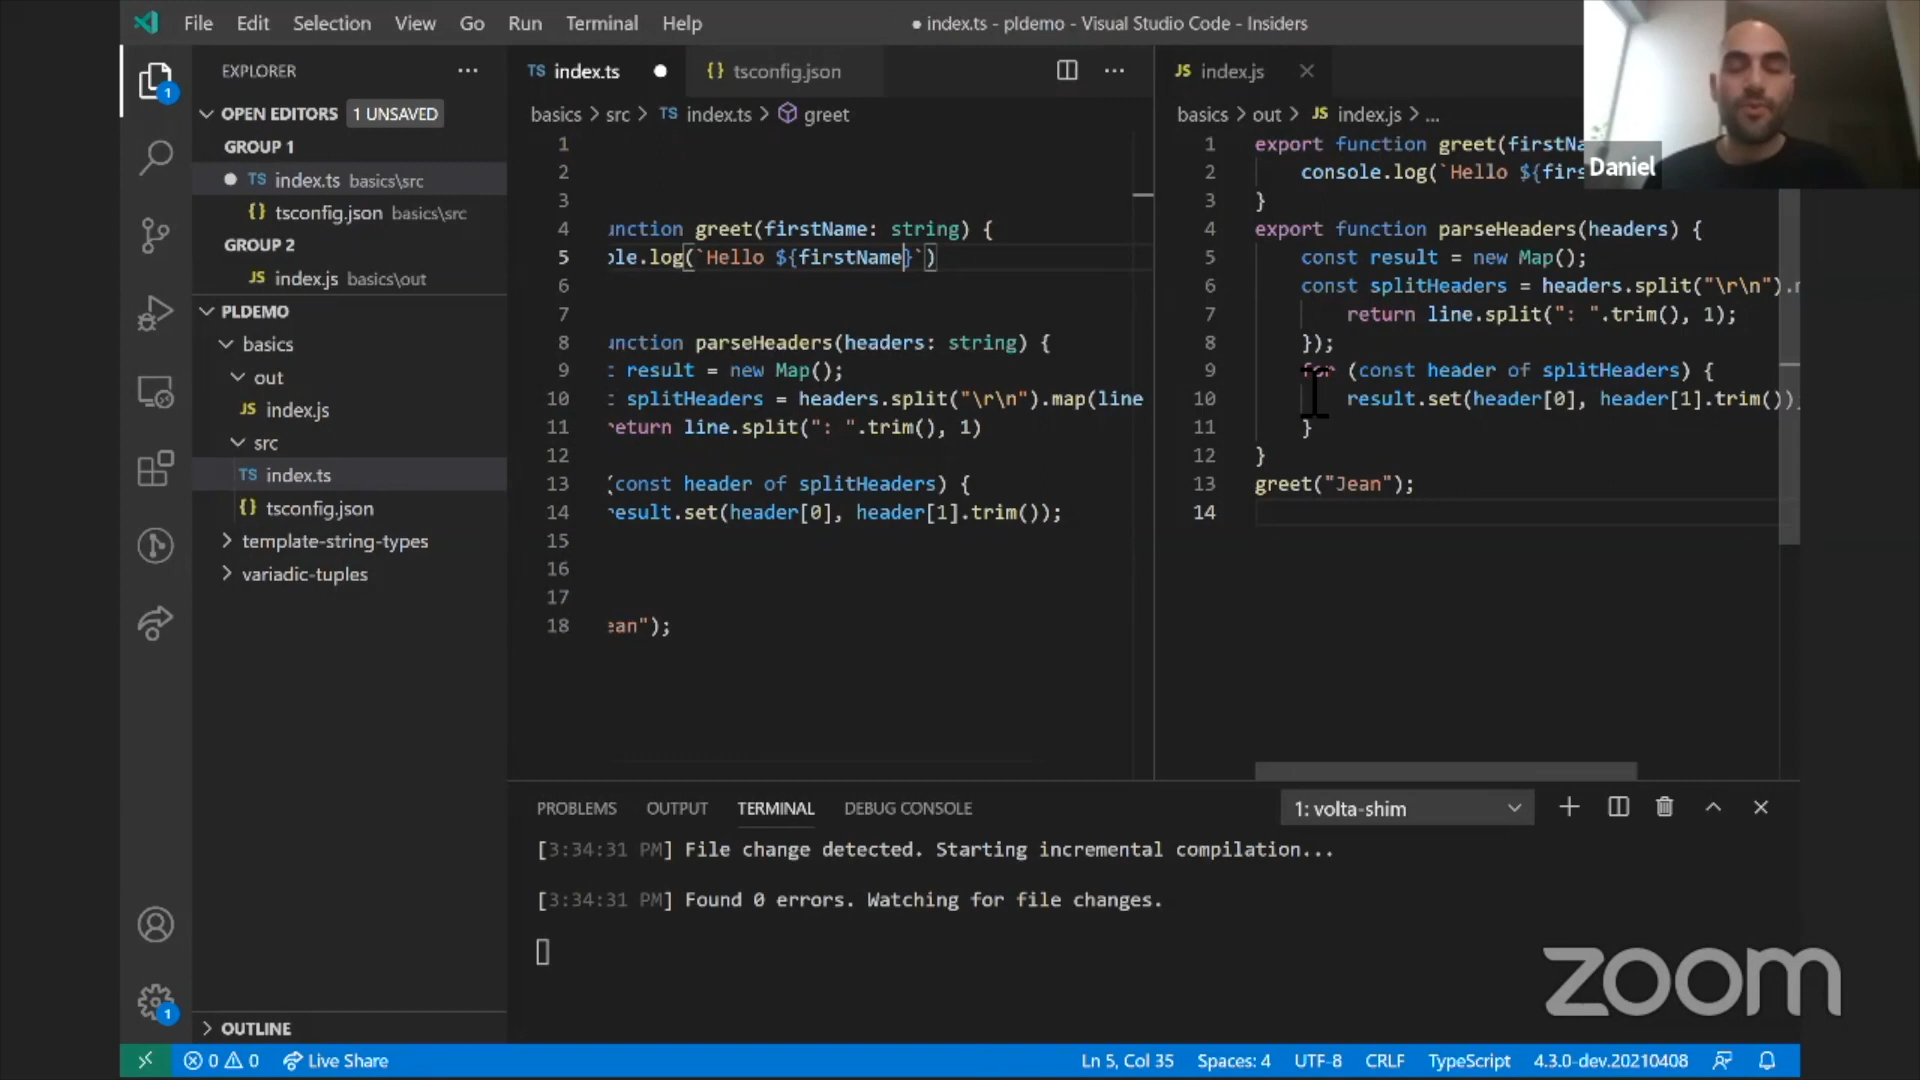 File Edit Selection View Go Run Terminal Help
● index.ts - pldemo - Visual Studio Code - Insiders
EXPLORER ...
OPEN EDITORS 1 UNSAVED
GROUP 1
TS index.ts basics\src
{} tsconfig.json basics\src
GROUP 2
JS index.js basics\out
PLDEMO
basics
out
JS index.js
src
TS index.ts
{} tsconfig.json
template-string-types
variadic-tuples
OUTLINE
TS index.ts ● {} tsconfig.json ...
basics > src > TS index.ts > greet
1
2
3
4 unction greet(firstName: string) {
5 ole.log(`Hello ${firstName}`)
6
7
8 unction parseHeaders(headers: string) {
9 t result = new Map();
10 t splitHeaders = headers.split("\r\n").map(line
11 return line.split(": ".trim(), 1)
12
13 (const header of splitHeaders) {
14 result.set(header[0], header[1].trim());
15
16
17
18 ean");
JS index.js
basics > out > JS index.js > ...
1 export function greet(firstNa
2 console.log(`Hello ${firs
3 }
4 export function parseHeaders(headers) {
5 const result = new Map();
6 const splitHeaders = headers.split("\r\n").m
7 return line.split(": ".trim(), 1);
8 });
9 for (const header of splitHeaders) {
10 result.set(header[0], header[1].trim());
11 }
12 }
13 greet("Jean");
14
Daniel
PROBLEMS OUTPUT TERMINAL DEBUG CONSOLE
1: volta-shim
[3:34:31 PM] File change detected. Starting incremental compilation...
[3:34:31 PM] Found 0 errors. Watching for file changes.
zoom
1
1
0 0 Live Share
Ln 5, Col 35 Spaces: 4 UTF-8 CRLF TypeScript 4.3.0-dev.20210408